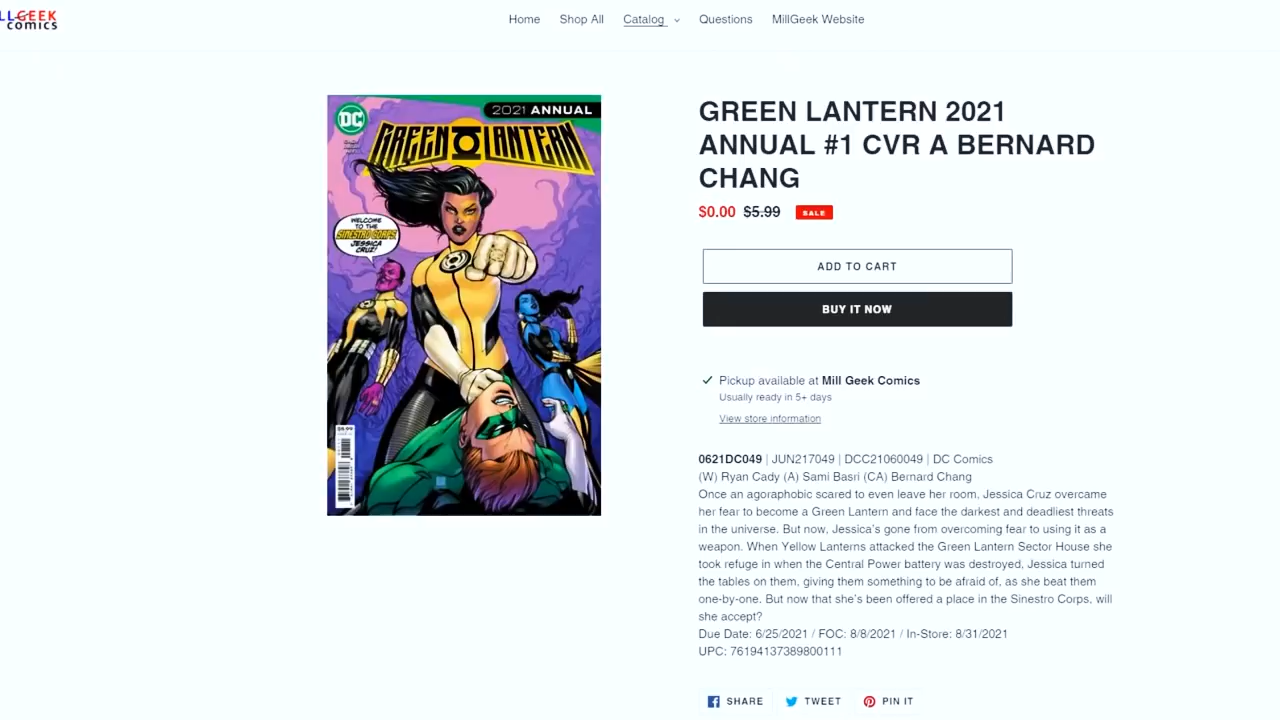 LLGEEK
comics
Home Shop All Catalog Questions MillGeek Website
2021 ANNUAL
DC
GREEN LANTERN
WELCOME
TO THE
SINESTRO CORPS,
JESSICA
CRUZ!
$5.99
GREEN LANTERN 2021
ANNUAL #1 CVR A BERNARD
CHANG
$0.00 $5.99 SALE
ADD TO CART
BUY IT NOW
Pickup available at Mill Geek Comics
Usually ready in 5+ days
View store information
0621DC049 | JUN217049 | DCC21060049 | DC Comics
(W) Ryan Cady (A) Sami Basri (CA) Bernard Chang
Once an agoraphobic scared to even leave her room, Jessica Cruz overcame
her fear to become a Green Lantern and face the darkest and deadliest threats
in the universe. But now, Jessica's gone from overcoming fear to using it as a
weapon. When Yellow Lanterns attacked the Green Lantern Sector House she
took refuge in when the Central Power battery was destroyed, Jessica turned
the tables on them, giving them something to be afraid of, as she beat them
one-by-one. But now that she's been offered a place in the Sinestro Corps, will
she accept?
Due Date: 6/25/2021 / FOC: 8/8/2021 / In-Store: 8/31/2021
UPC: 76194137389800111
SHARE TWEET PIN IT